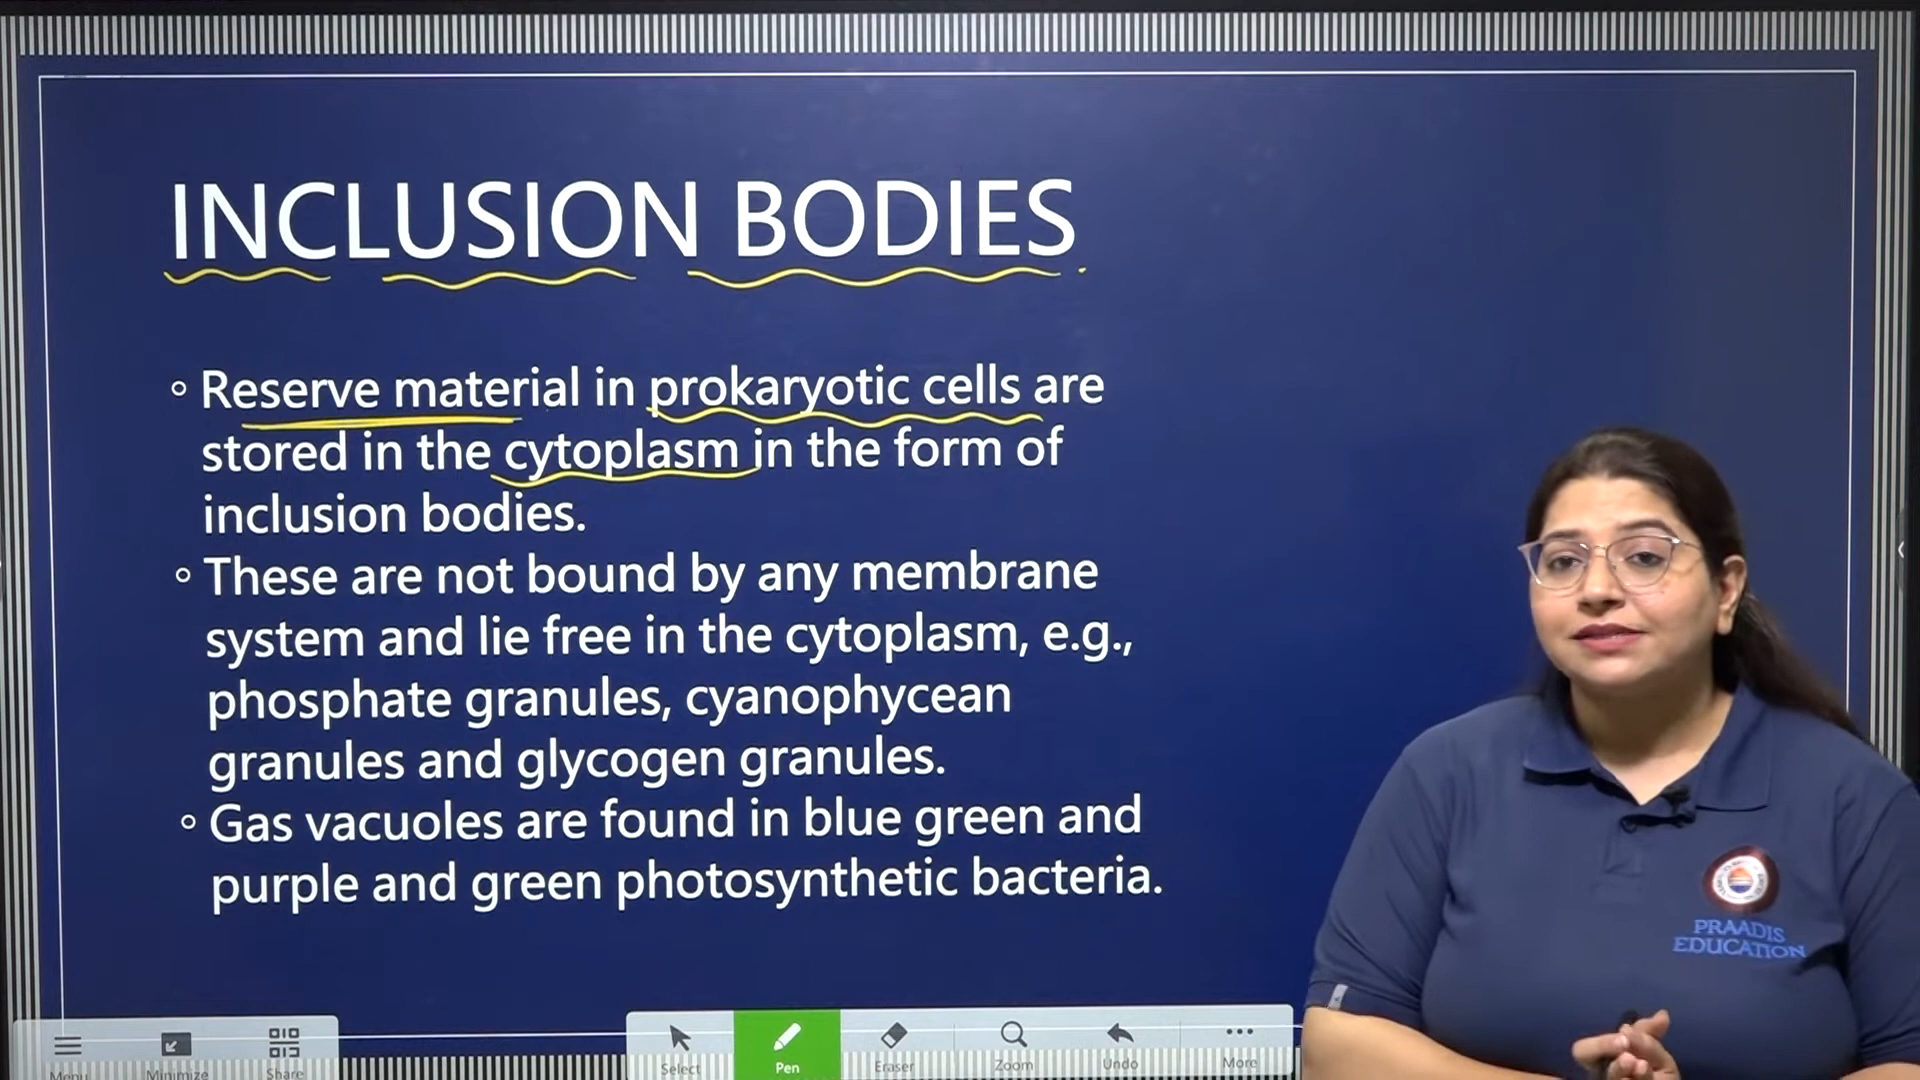 INCLUSION BODIES
Reserve material in prokaryotic cells are
stored in the cytoplasm in the form of
inclusion bodies.
These are not bound by any membrane
system and lie free in the cytoplasm, e.g.,
phosphate granules, cyanophycean
granules and glycogen granules.
Gas vacuoles are found in blue green and
purple and green photosynthetic bacteria.
PRAADIS
EDUCATION
Menu Minimize Share Select Pen Eraser Zoom Undo More